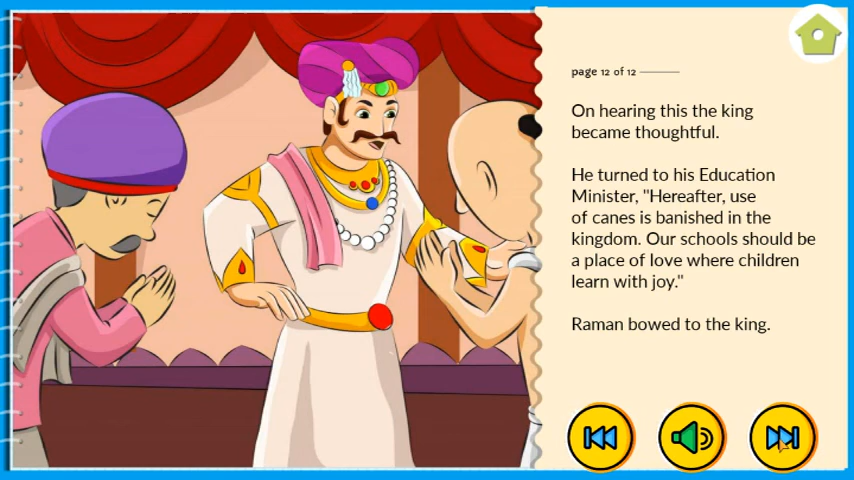 page 12 of 12
On hearing this the king
became thoughtful.
He turned to his Education
Minister, "Hereafter, use
of canes is banished in the
kingdom. Our schools should be
a place of love where children
learn with joy."
Raman bowed to the king.